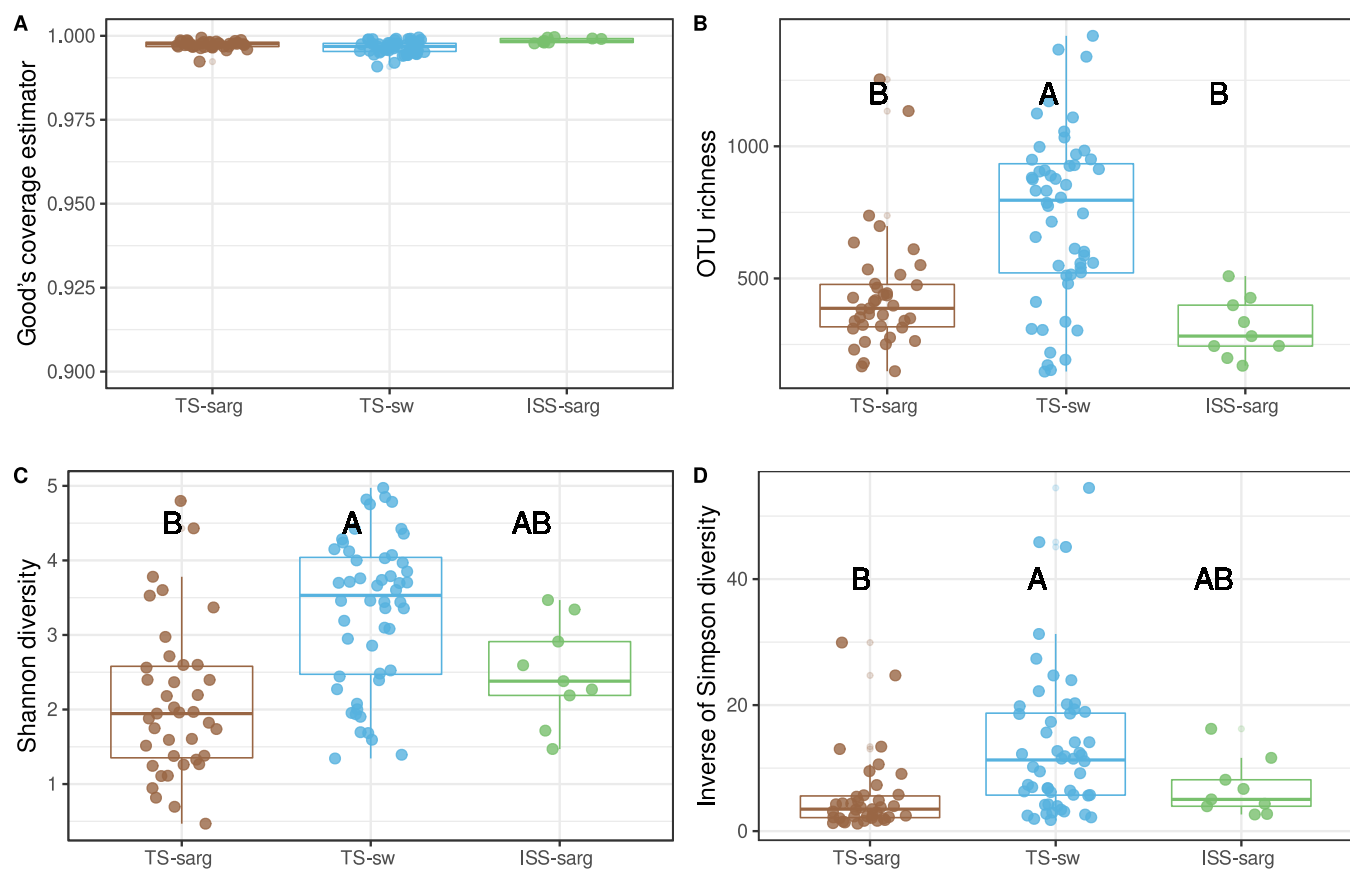 A
Good's coverage estimator
1.000
0.975
0.950
0.925
0.900
TS-sarg TS-sw ISS-sarg
B
OTU richness
1000
500
B A B
TS-sarg TS-sw ISS-sarg
C
Shannon diversity
5
4
3
2
1
B A AB
TS-sarg TS-sw ISS-sarg
D
Inverse of Simpson diversity
40
20
0
B A AB
TS-sarg TS-sw ISS-sarg